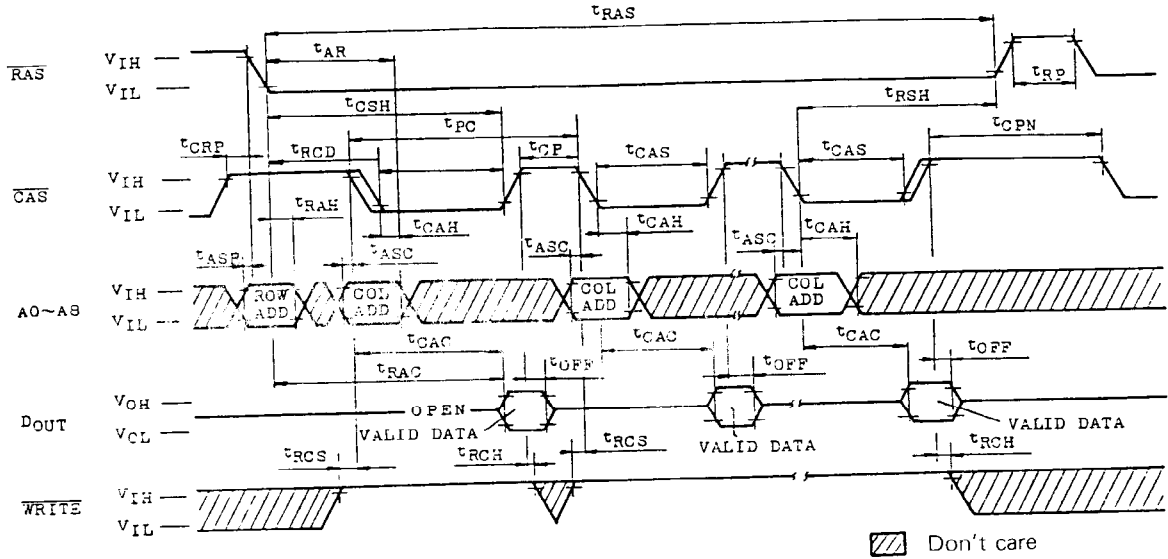 tRAS
tAR
RAS
VIH
VIL
tRP
tCSH
tRSH
tPC
tCPN
tCRP
tRCD
tCP
tCAS
tCAS
CAS
VIH
VIL
tRAH
tCAH
tCAH
tCAH
tASR
tASC
tASC
tASC
A0~A8
VIH
VIL
ROW ADD
COL ADD
COL ADD
COL ADD
tCAC
tCAC
tCAC
tRAC
tOFF
tOFF
tOFF
DOUT
VOH
VCL
OPEN
VALID DATA
VALID DATA
VALID DATA
tRCS
tRCH
tRCS
tRCH
WRITE
VIH
VIL
Don't care